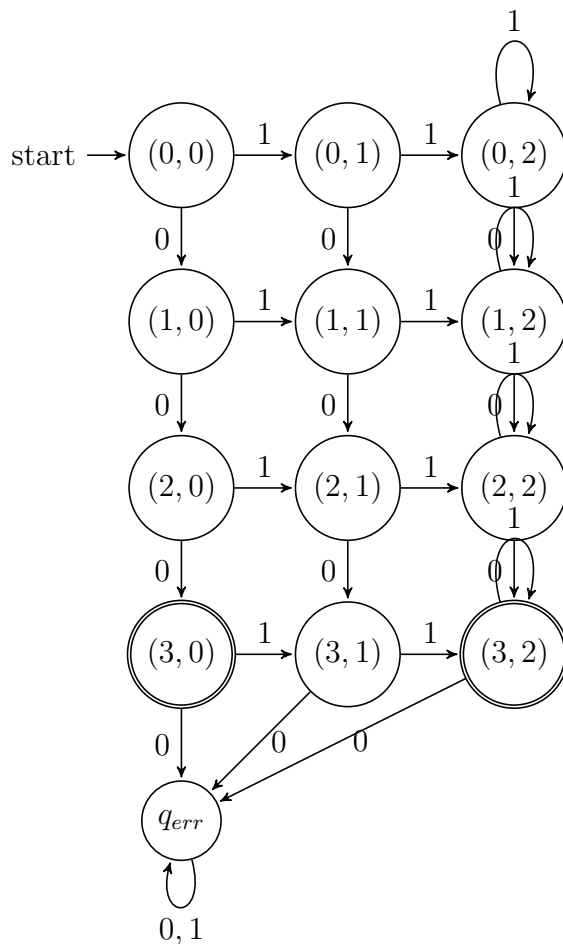 1
start (0, 0) 1 (0, 1) 1 (0, 2)
1
0 0 0
(1, 0) 1 (1, 1) 1 (1, 2)
1
0 0 0
(2, 0) 1 (2, 1) 1 (2, 2)
1
0 0 0
(3, 0) 1 (3, 1) 1 (3, 2)
0 0 0
q_err
0, 1